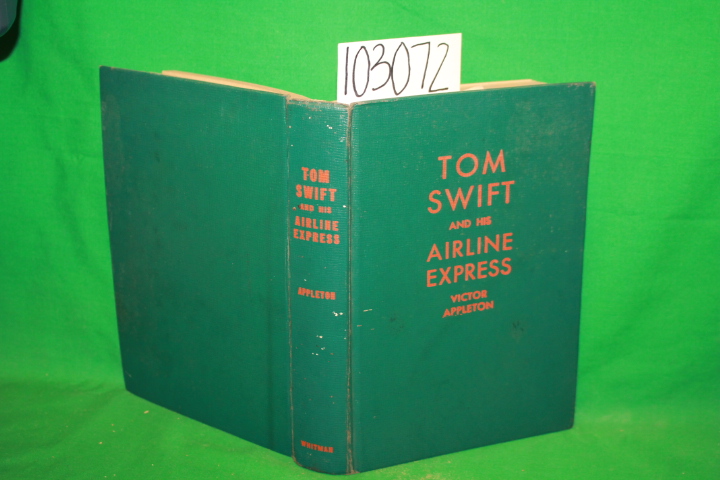 103072
TOM
SWIFT
AND HIS
AIRLINE
EXPRESS
APPLETON
WHITMAN
TOM
SWIFT
AND HIS
AIRLINE
EXPRESS
VICTOR
APPLETON